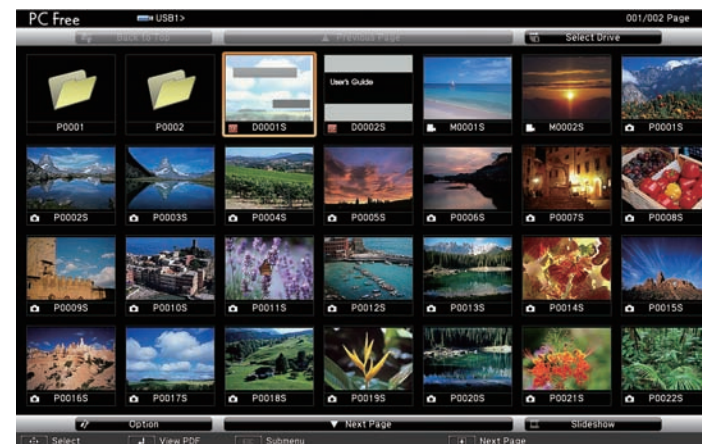 PC Free USB1> 001/002 Page
Back to Top Previous Page Select Drive
User's Guide
P0001 P0002 D0001S D0002S M0001S M0002S P0001S
P0002S P0003S P0004S P0005S P0006S P0007S P0008S
P0009S P0010S P0011S P0012S P0013S P0014S P0015S
P0016S P0017S P0018S P0019S P0020S P0021S P0022S
Option Next Page Slideshow
Select View PDF Submenu Next Page